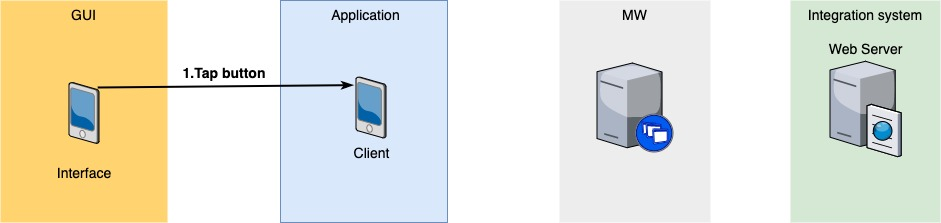 GUI
Application
MW
Integration system
Web Server
1.Tap button
Client
Interface